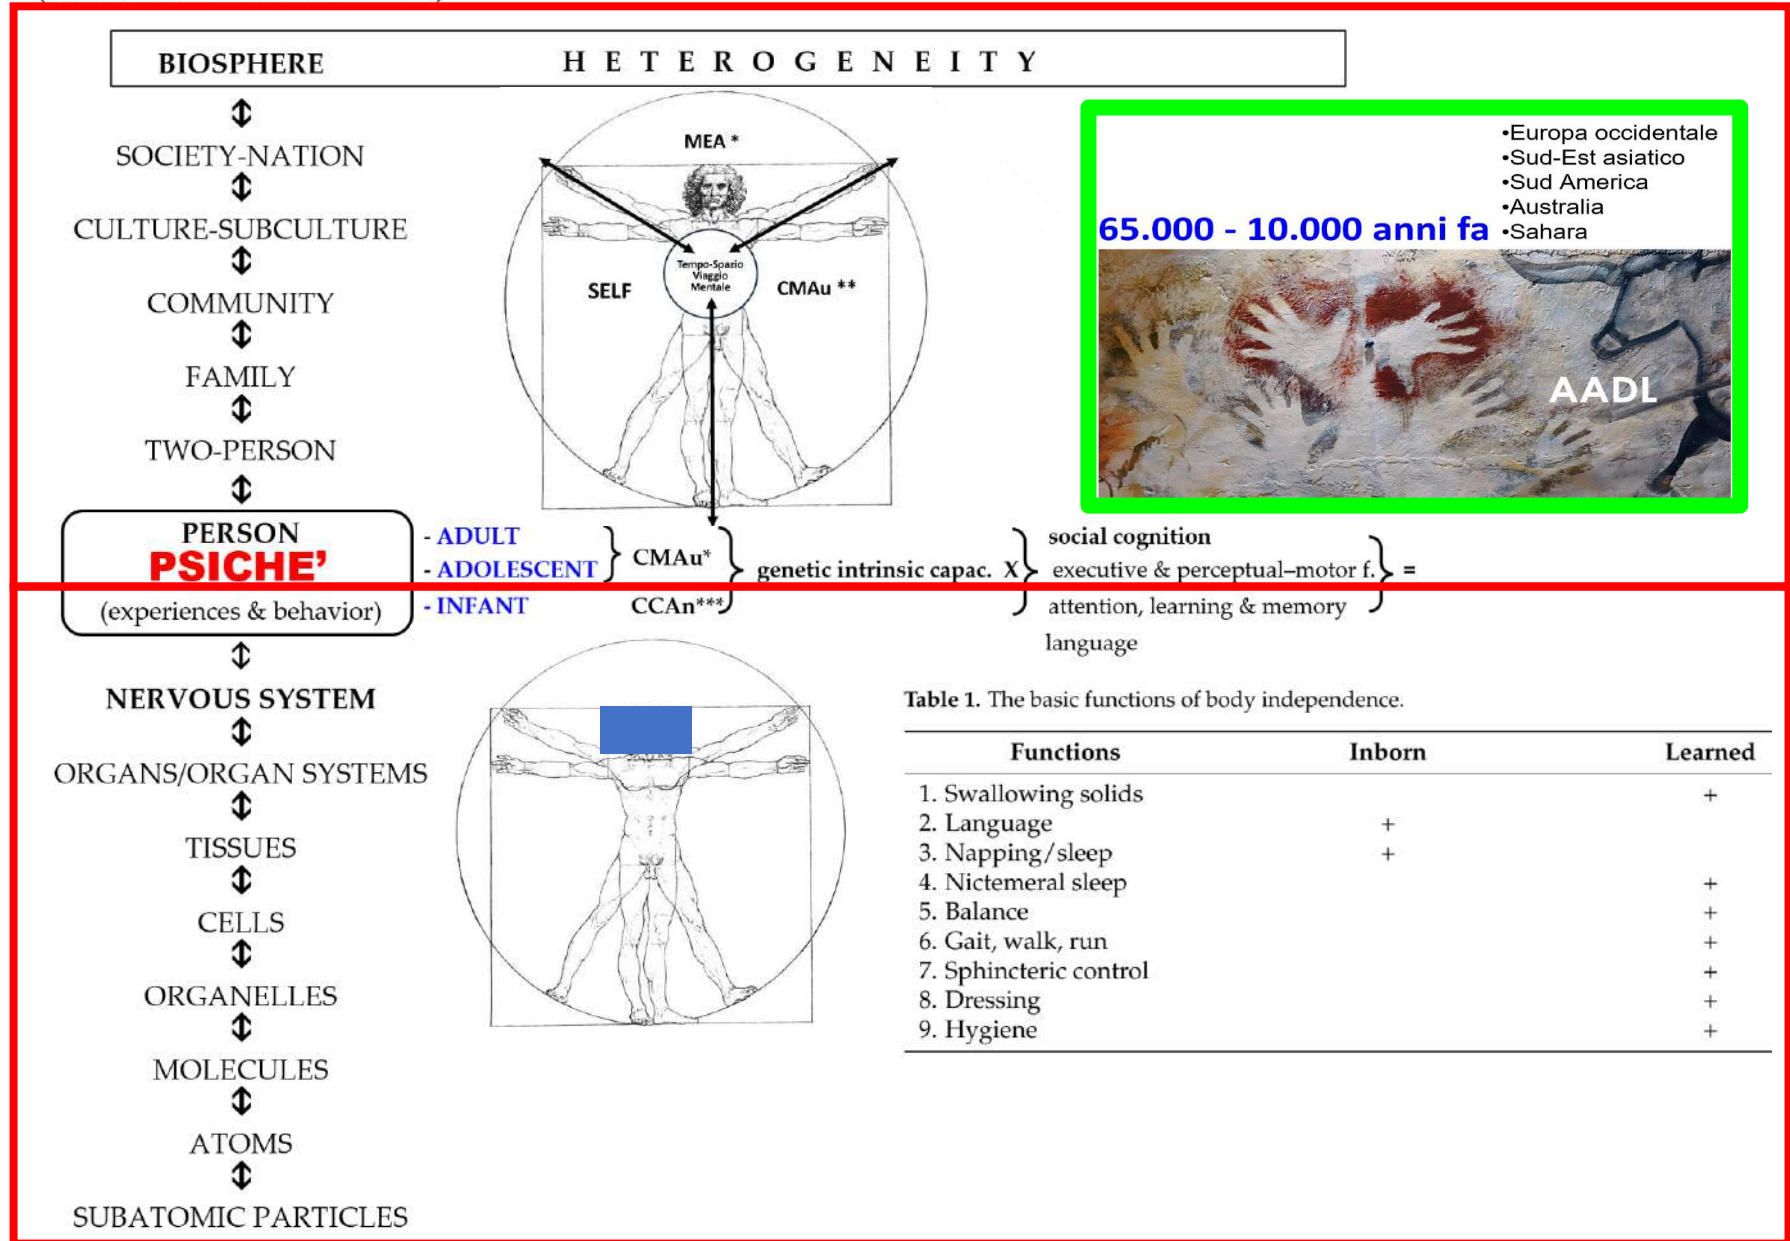 BIOSPHERE H E T E R O G E N E I T Y
SOCIETY-NATION
CULTURE-SUBCULTURE
COMMUNITY
FAMILY
TWO-PERSON
PERSON
PSICHE’
(experiences & behavior)
NERVOUS SYSTEM
ORGANS/ORGAN SYSTEMS
TISSUES
CELLS
ORGANELLES
MOLECULES
ATOMS
SUBATOMIC PARTICLES
MEA *
SELF
Tempo-Spazio
Viaggio
Mentale
CMAu **
•Europa occidentale
•Sud-Est asiatico
•Sud America
•Australia
•Sahara
65.000 - 10.000 anni fa
AADL
- ADULT
- ADOLESCENT
- INFANT
CMAu*
CCAn***
genetic intrinsic capac. X
social cognition
executive & perceptual–motor f. =
attention, learning & memory
language
Table 1. The basic functions of body independence.
Functions Inborn Learned
1. Swallowing solids +
2. Language +
3. Napping/sleep +
4. Nictemeral sleep +
5. Balance +
6. Gait, walk, run +
7. Sphincteric control +
8. Dressing +
9. Hygiene +